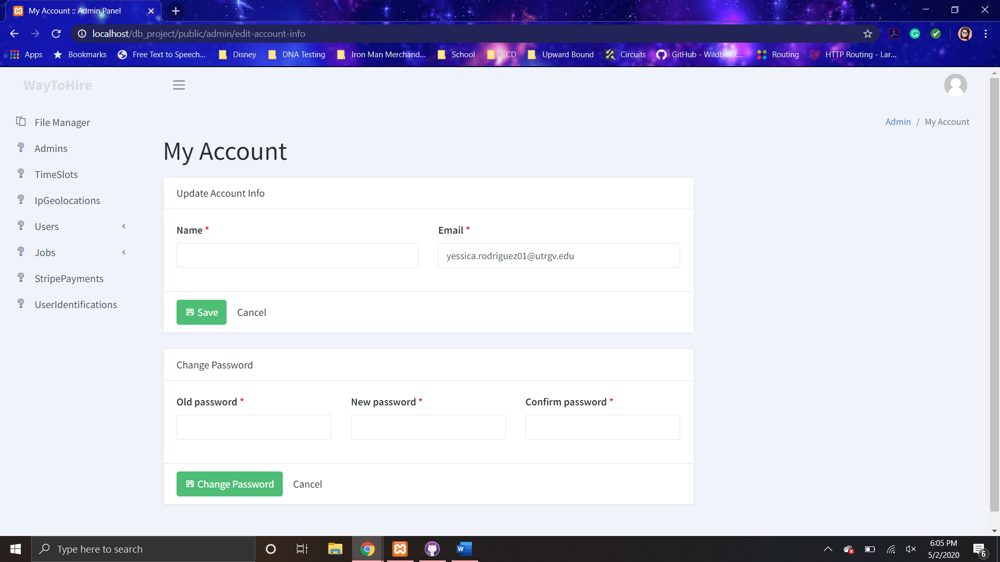 My Account :: Admin Panel
localhost/db_project/public/admin/edit-account-info
Apps Bookmarks Free Text to Speech... Disney DNA Testing Iron Man Merchand... School CCD Upward Bound Circuits GitHub - Wildbook... Routing HTTP Routing - Lar...
WayToHire
File Manager
Admins
TimeSlots
IpGeolocations
Users
Jobs
StripePayments
UserIdentifications
Admin / My Account
My Account
Update Account Info
Name * Email *
yessica.rodriguez01@utrgv.edu
Save Cancel
Change Password
Old password * New password * Confirm password *
Change Password Cancel
Type here to search
6:05 PM
5/2/2020
6